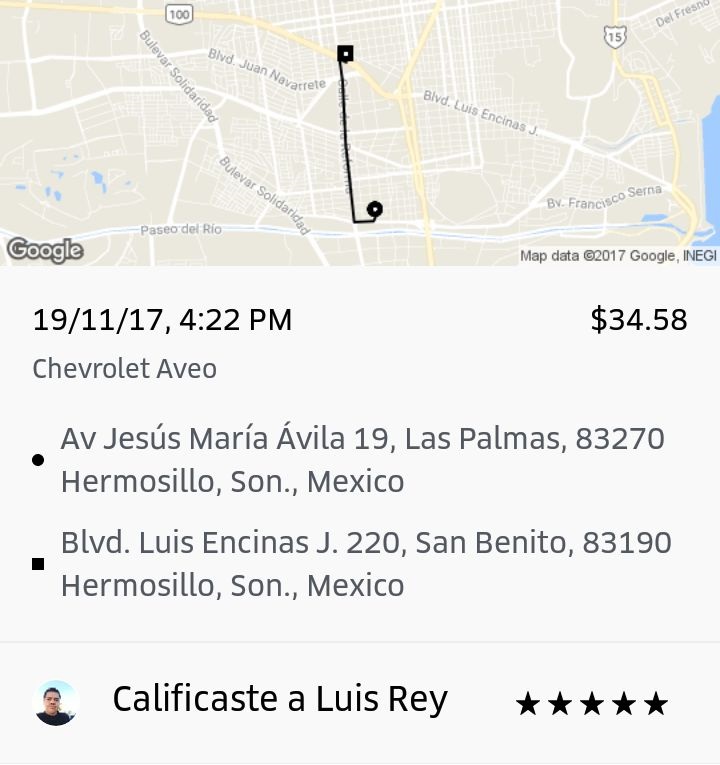 100
15
Del Fresno
Bulevar Solidaridad
Blvd. Juan Navarrete
Blvd. Luis Encinas J.
Bulevar Solidaridad
Bv. Francisco Serna
Paseo del Río
Google
Map data ©2017 Google, INEGI
19/11/17, 4:22 PM
$34.58
Chevrolet Aveo
Av Jesús María Ávila 19, Las Palmas, 83270
Hermosillo, Son., Mexico
Blvd. Luis Encinas J. 220, San Benito, 83190
Hermosillo, Son., Mexico
Calificaste a Luis Rey